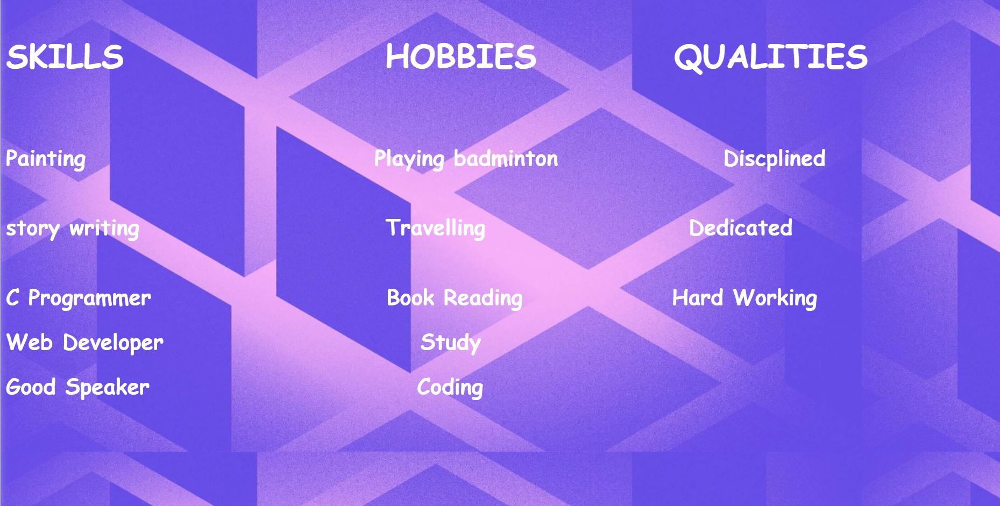 SKILLS HOBBIES QUALITIES
Painting Playing badminton Discplined
story writing Travelling Dedicated
C Programmer Book Reading Hard Working
Web Developer Study
Good Speaker Coding